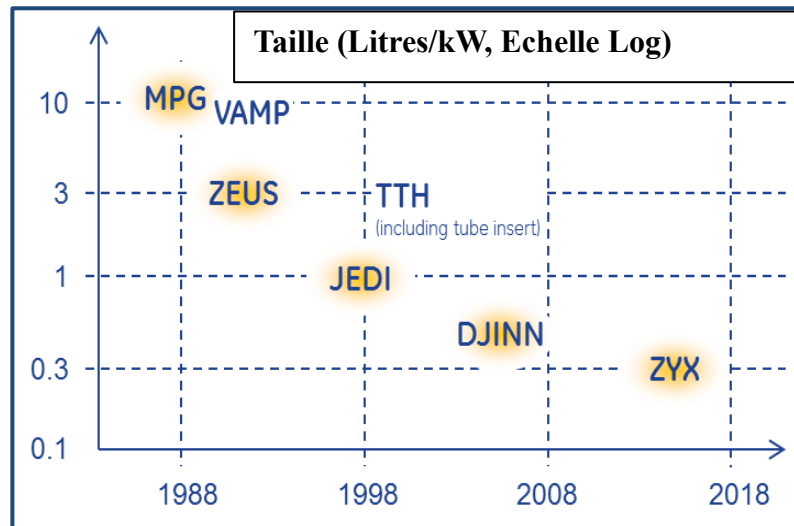 Taille (Litres/kW, Echelle Log)
10
MPG
VAMP
3
ZEUS
TTH
(including tube insert)
1
JEDI
DJINN
0.3
ZYX
0.1
1988
1998
2008
2018